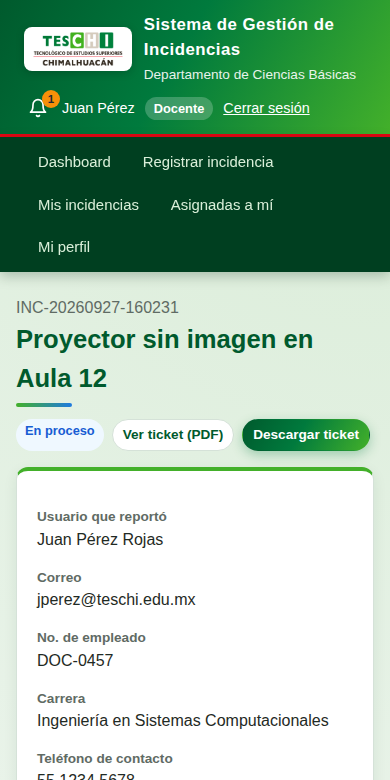 TESCHI
TECNOLÓGICO DE ESTUDIOS SUPERIORES
CHIMALHUACÁN
Sistema de Gestión de
Incidencias
Departamento de Ciencias Básicas
1
Juan Pérez Docente Cerrar sesión
Dashboard Registrar incidencia
Mis incidencias Asignadas a mí
Mi perfil
INC-20260927-160231
Proyector sin imagen en
Aula 12
En proceso Ver ticket (PDF) Descargar ticket
Usuario que reportó
Juan Pérez Rojas
Correo
jperez@teschi.edu.mx
No. de empleado
DOC-0457
Carrera
Ingeniería en Sistemas Computacionales
Teléfono de contacto
55 1234 5678